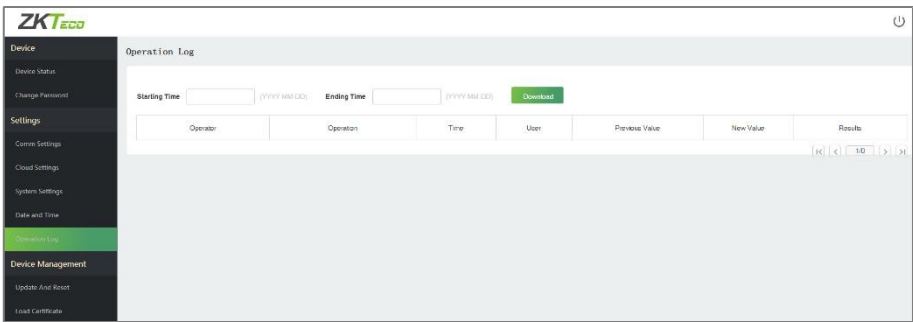 ZKTeco
Device
Device Status
Change Password
Settings
Comm Settings
Cloud Settings
System Settings
Date and Time
Operation Log
Device Management
Update And Reset
Load Certificate
Operation Log
Starting Time (YYYY MM DD) Ending Time (YYYY MM DD) Download
Operator Operation Time User Previous Value New Value Results
1/0